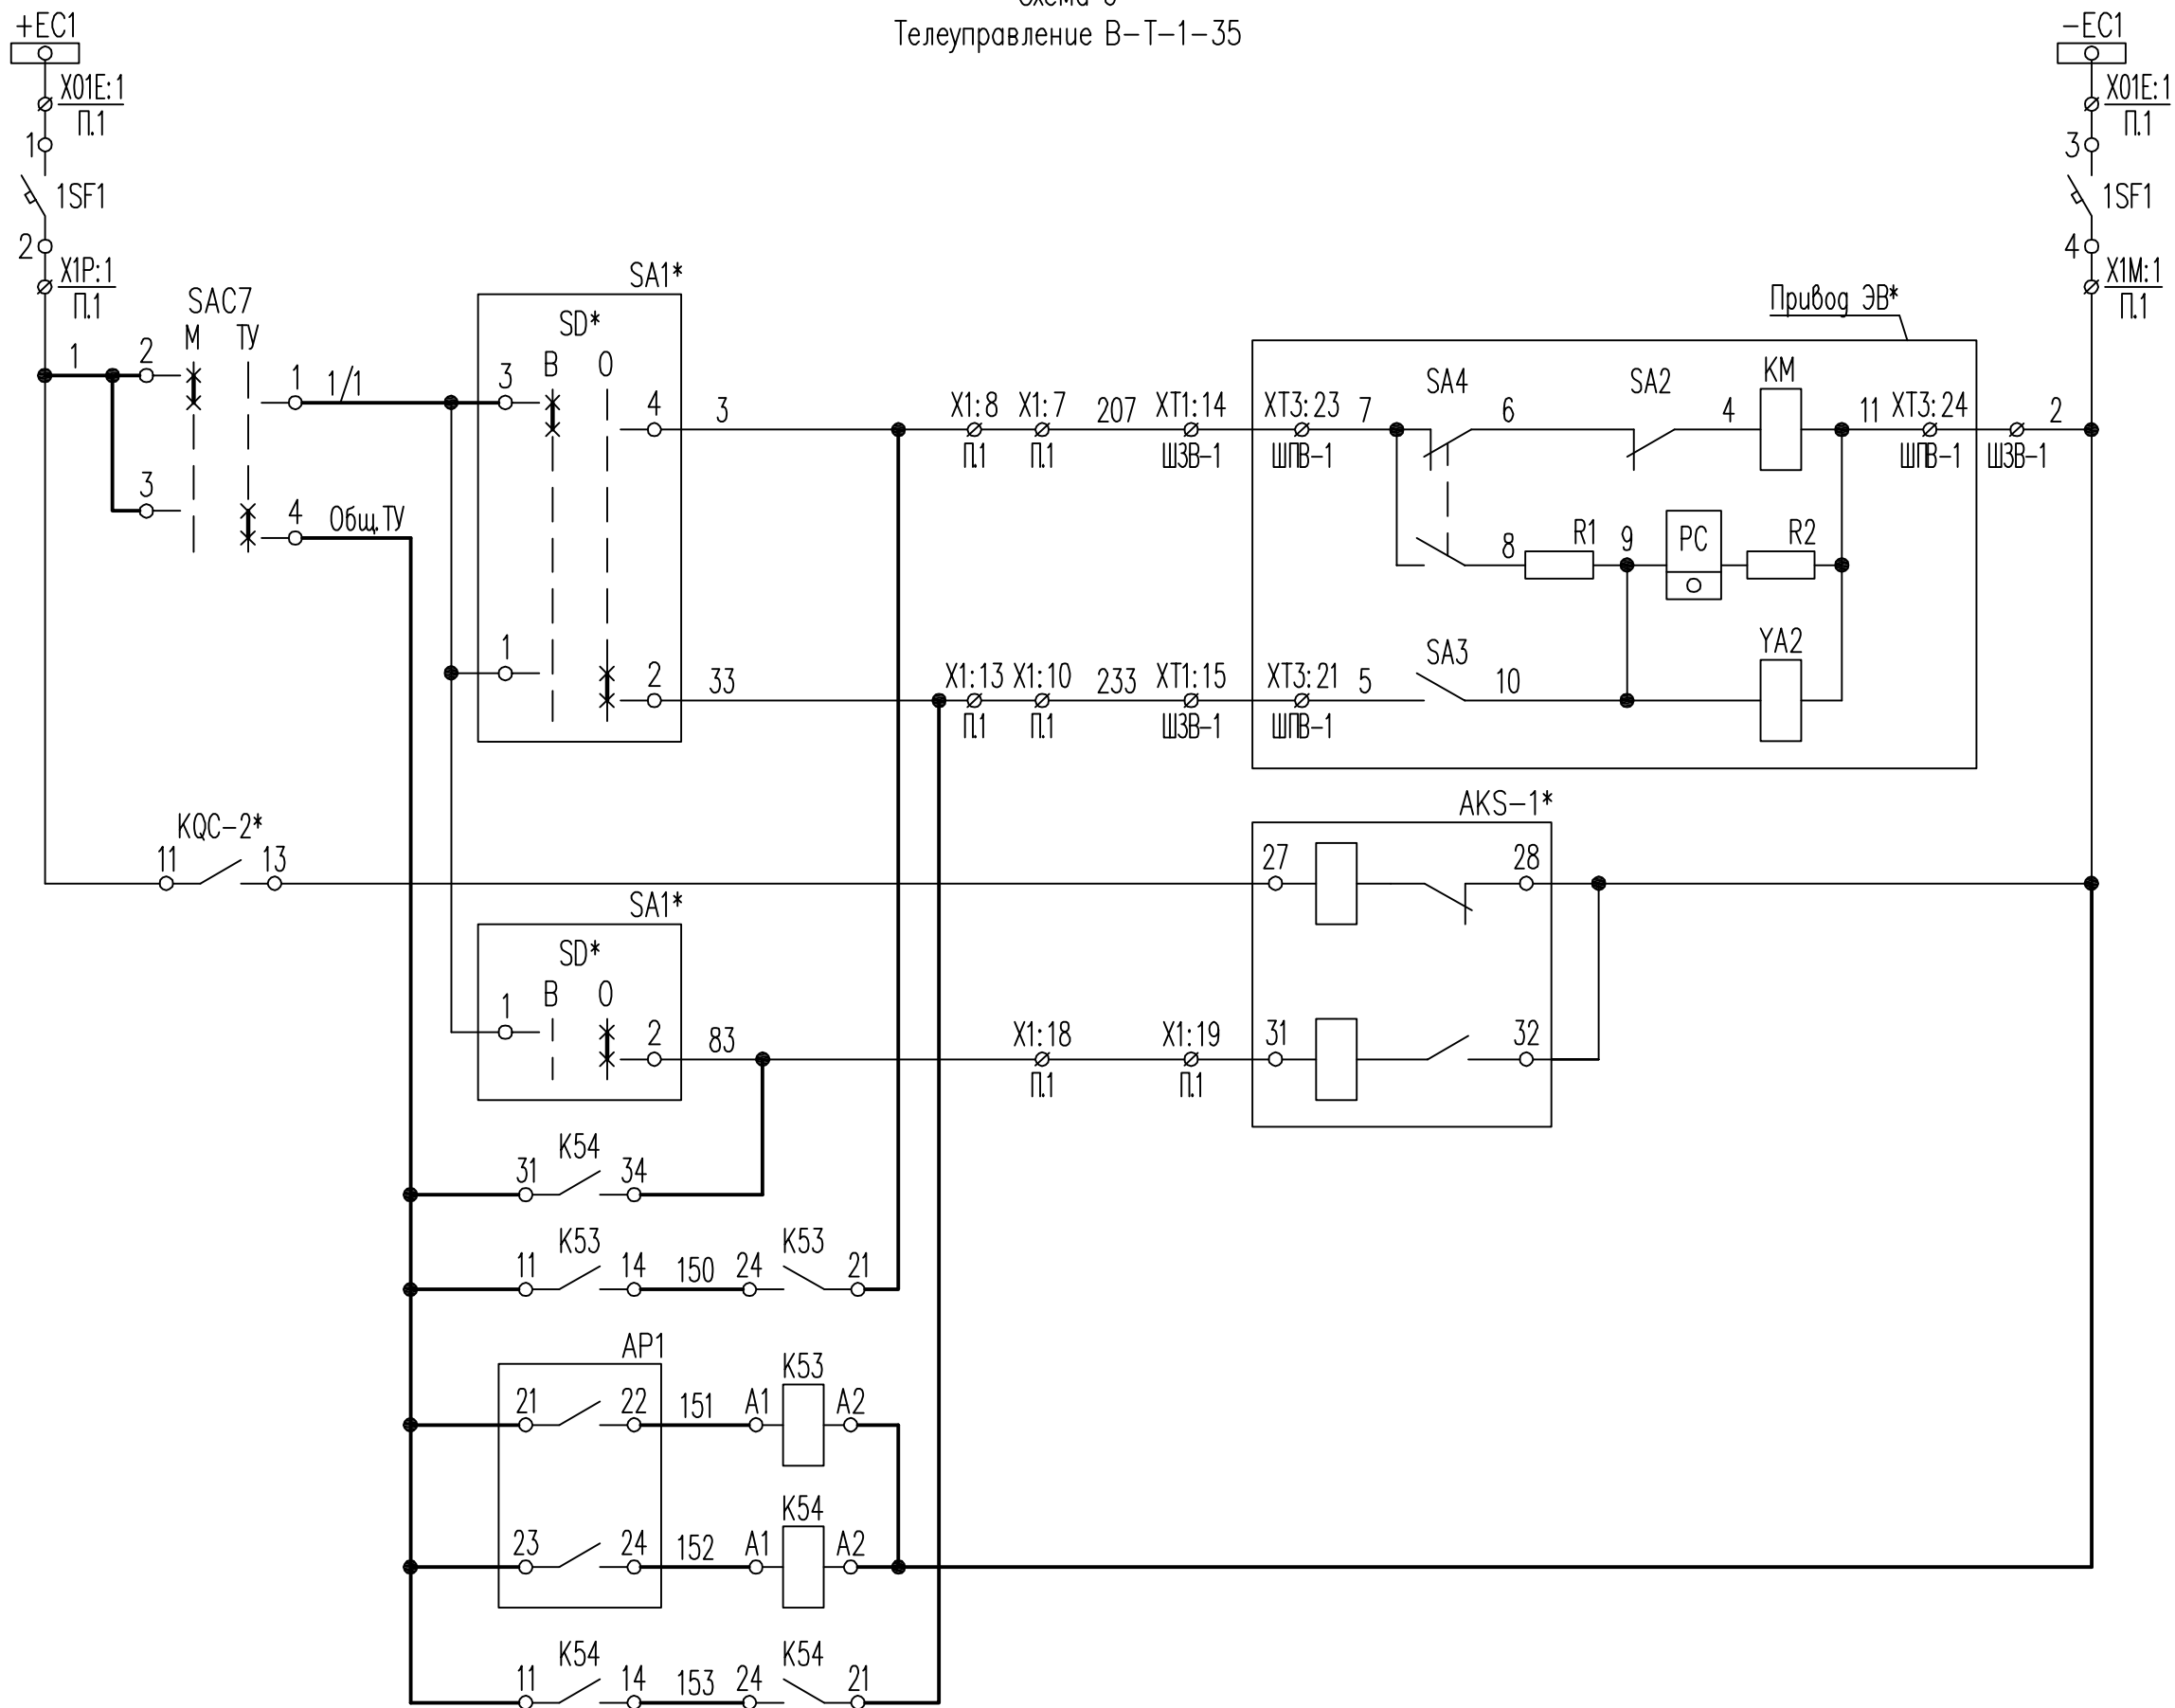 Схема 3
Телеуправление В-Т-1-35
+EC1
-EC1
X01E:1
П.1
X01E:1
П.1
1
3
1SF1
1SF1
2
4
X1P:1
П.1
X1M:1
П.1
SAC7
М ТУ
1
2
1
1/1
3
4
Общ.ТУ
SA1*
SD*
В О
3
4
3
1
2
33
X1:8
П.1
X1:7
П.1
207
XT1:14
ШЗВ-1
XT3:23
ШПВ-1
7
Привод ЭВ*
SA4
6
SA2
4
KM
11
XT3:24
ШПВ-1
ШЗВ-1
2
8
R1
9
РС
R2
X1:13
П.1
X1:10
П.1
233
XT1:15
ШЗВ-1
XT3:21
ШПВ-1
5
SA3
10
YA2
KQC-2*
11
13
AKS-1*
27
28
SA1*
SD*
В О
1
2
83
X1:18
П.1
X1:19
П.1
31
32
K54
31
34
K53
11
14
150
24
K53
21
AP1
21
22
151
A1
K53
A2
23
24
152
A1
K54
A2
K54
11
14
153
24
K54
21